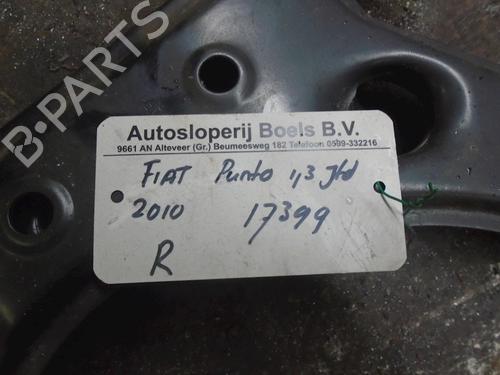 Autosloperij Boels B.V.
9661 AN Alteveer (Gr.) Beumeesweg 182 Telefoon 0599-332216
FIAT Punto 1,3 Jtd
2010 17399
R
B-PARTS